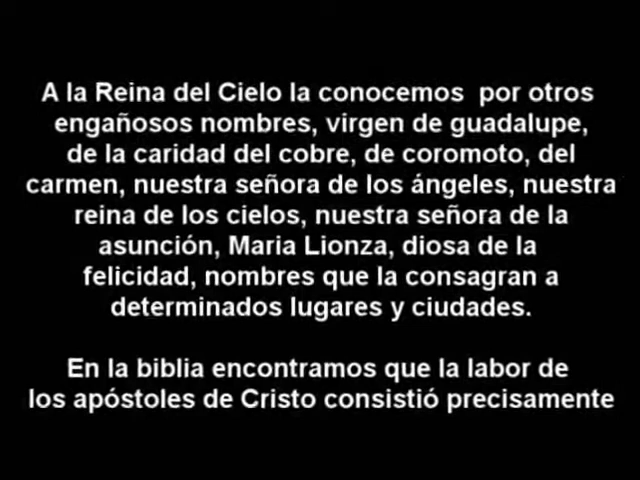 A la Reina del Cielo la conocemos por otros
engañosos nombres, virgen de guadalupe,
de la caridad del cobre, de coromoto, del
carmen, nuestra señora de los ángeles, nuestra
reina de los cielos, nuestra señora de la
asunción, Maria Lionza, diosa de la
felicidad, nombres que la consagran a
determinados lugares y ciudades.
En la biblia encontramos que la labor de
los apóstoles de Cristo consistió precisamente